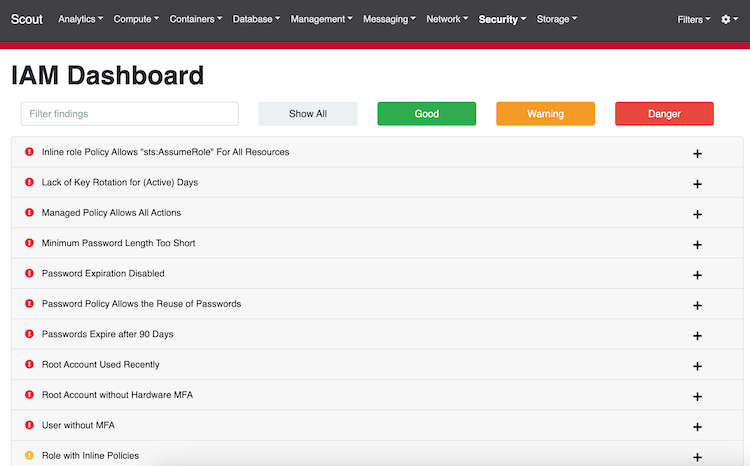 Scout Analytics Compute Containers Database Management Messaging Network Security Storage Filters
IAM Dashboard
Filter findings Show All Good Warning Danger
Inline role Policy Allows "sts:AssumeRole" For All Resources
Lack of Key Rotation for (Active) Days
Managed Policy Allows All Actions
Minimum Password Length Too Short
Password Expiration Disabled
Password Policy Allows the Reuse of Passwords
Passwords Expire after 90 Days
Root Account Used Recently
Root Account without Hardware MFA
User without MFA
Role with Inline Policies